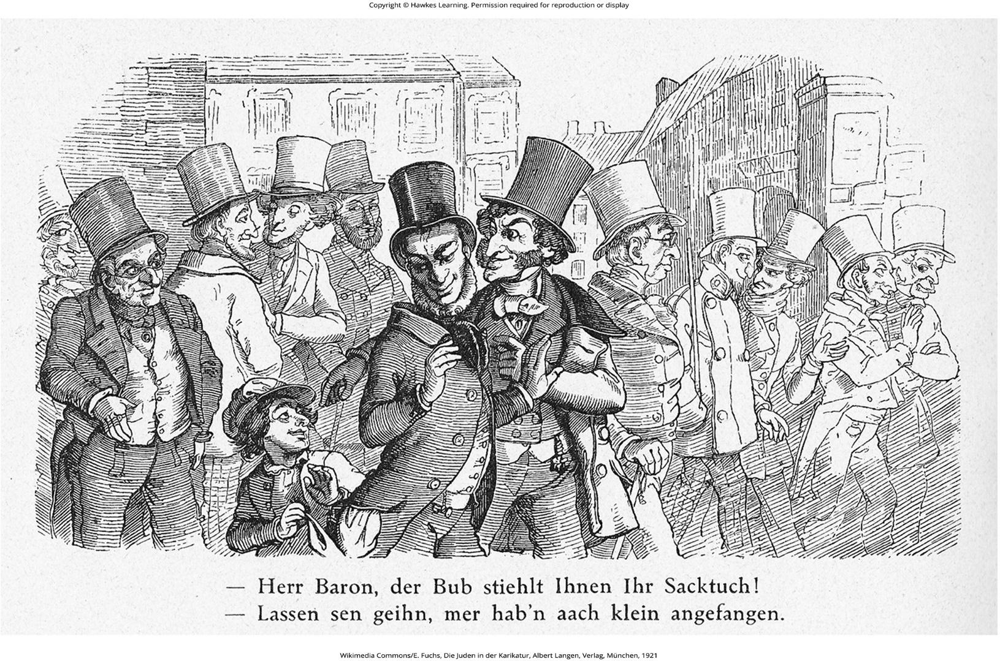 Copyright © Hawkes Learning. Permission required for reproduction or display
— Herr Baron, der Bub stiehlt Ihnen Ihr Sacktuch!
— Lassen sen geihn, mer hab’n aach klein angefangen.
Wikimedia Commons/E. Fuchs, Die Juden in der Karikatur, Albert Langen, Verlag, München, 1921